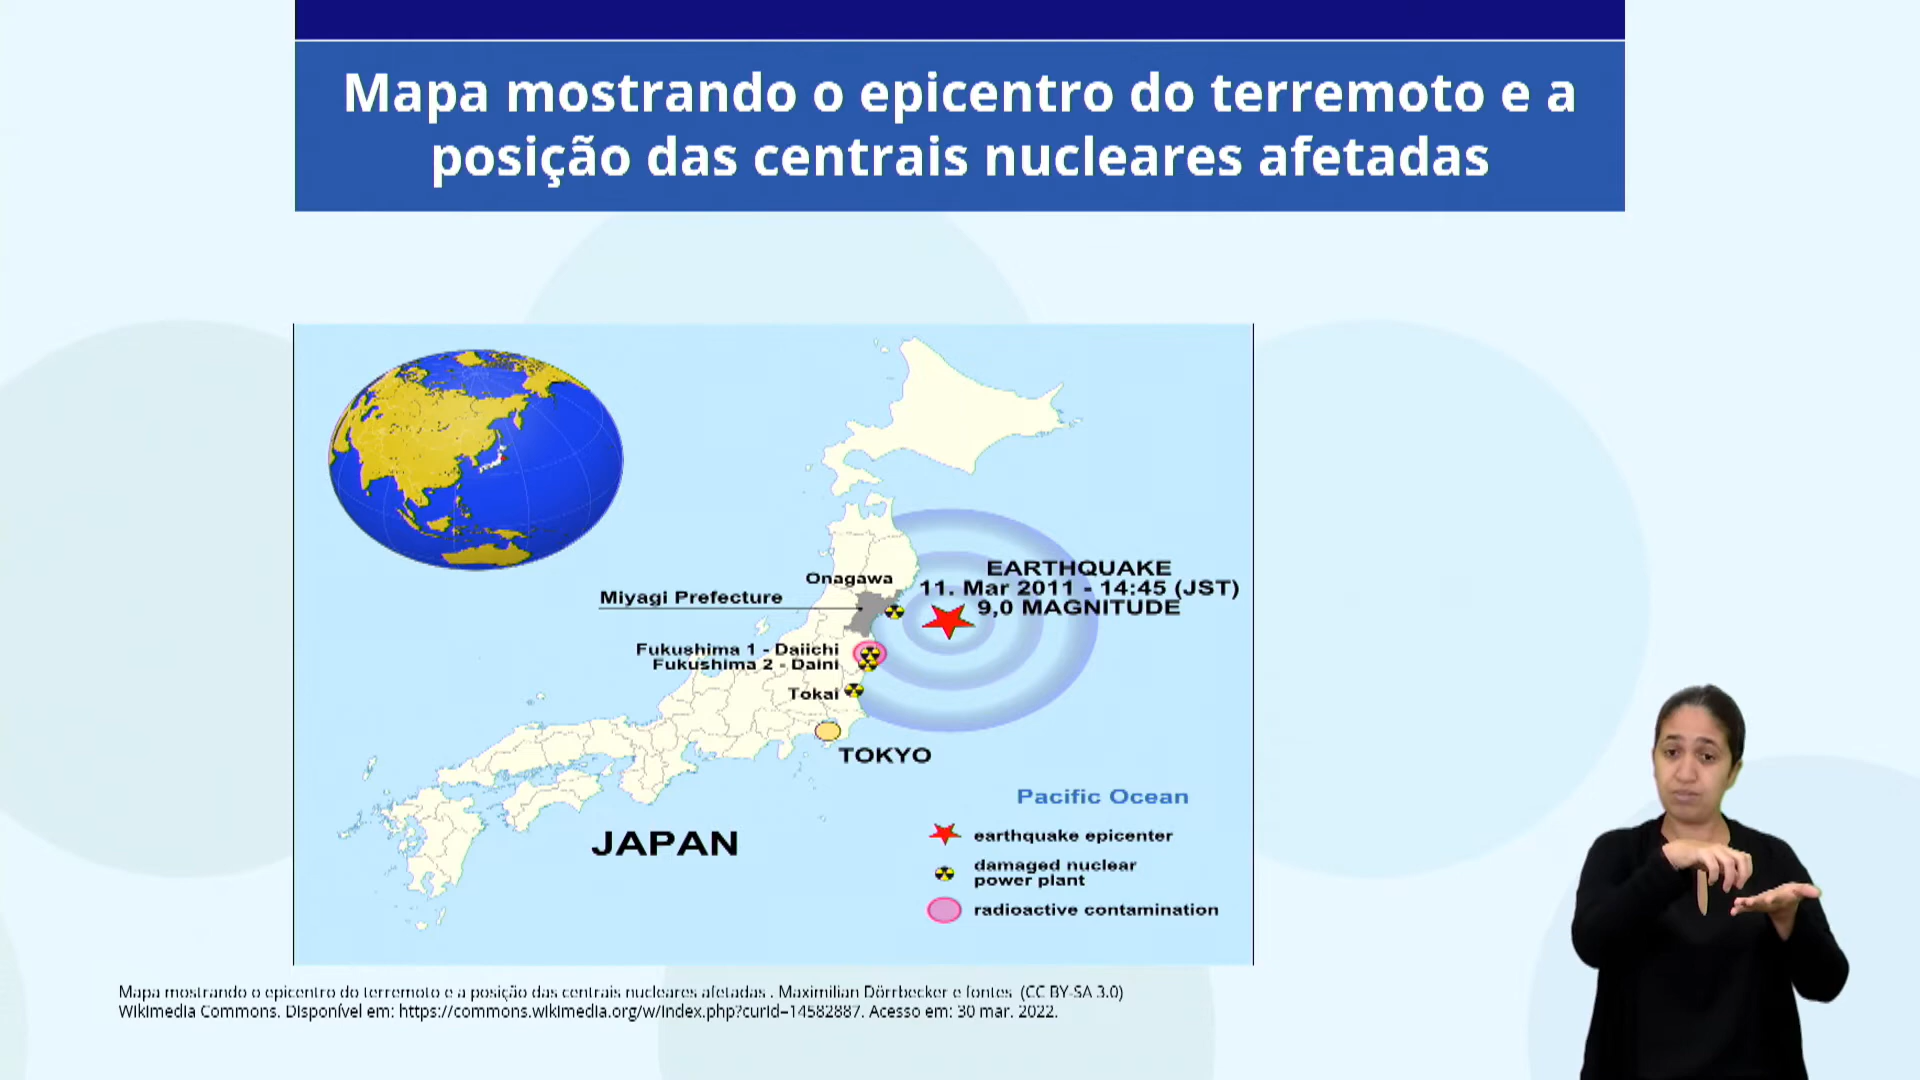 Mapa mostrando o epicentro do terremoto e a
posição das centrais nucleares afetadas
EARTHQUAKE
11. Mar 2011 - 14:45 (JST)
9,0 MAGNITUDE
Onagawa
Miyagi Prefecture
Fukushima 1 - Daiichi
Fukushima 2 - Daini
Tokai
TOKYO
JAPAN
Pacific Ocean
earthquake epicenter
damaged nuclear
power plant
radioactive contamination
Mapa mostrando o epicentro do terremoto e a posição das centrais nucleares afetadas . Maximilian Dörrbecker e fontes (CC BY-SA 3.0)
Wikimedia Commons. Disponível em: https://commons.wikimedia.org/w/index.php?curid=14582887. Acesso em: 30 mar. 2022.